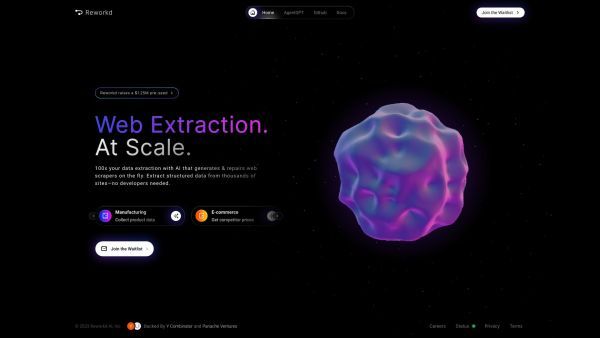 Reworkd
Home AgentGPT Github Docs
Join the Waitlist
Reworkd raises a $1.25M pre-seed
Web Extraction.
At Scale.
100x your data extraction with AI that generates & repairs web
scrapers on the fly. Extract structured data from thousands of
sites—no developers needed.
Manufacturing
Collect product data
E-commerce
Get competitor prices
Join the Waitlist
© 2023 Reworkd AI, Inc.
Backed By Y Combinator and Panache Ventures
Careers Status Privacy Terms